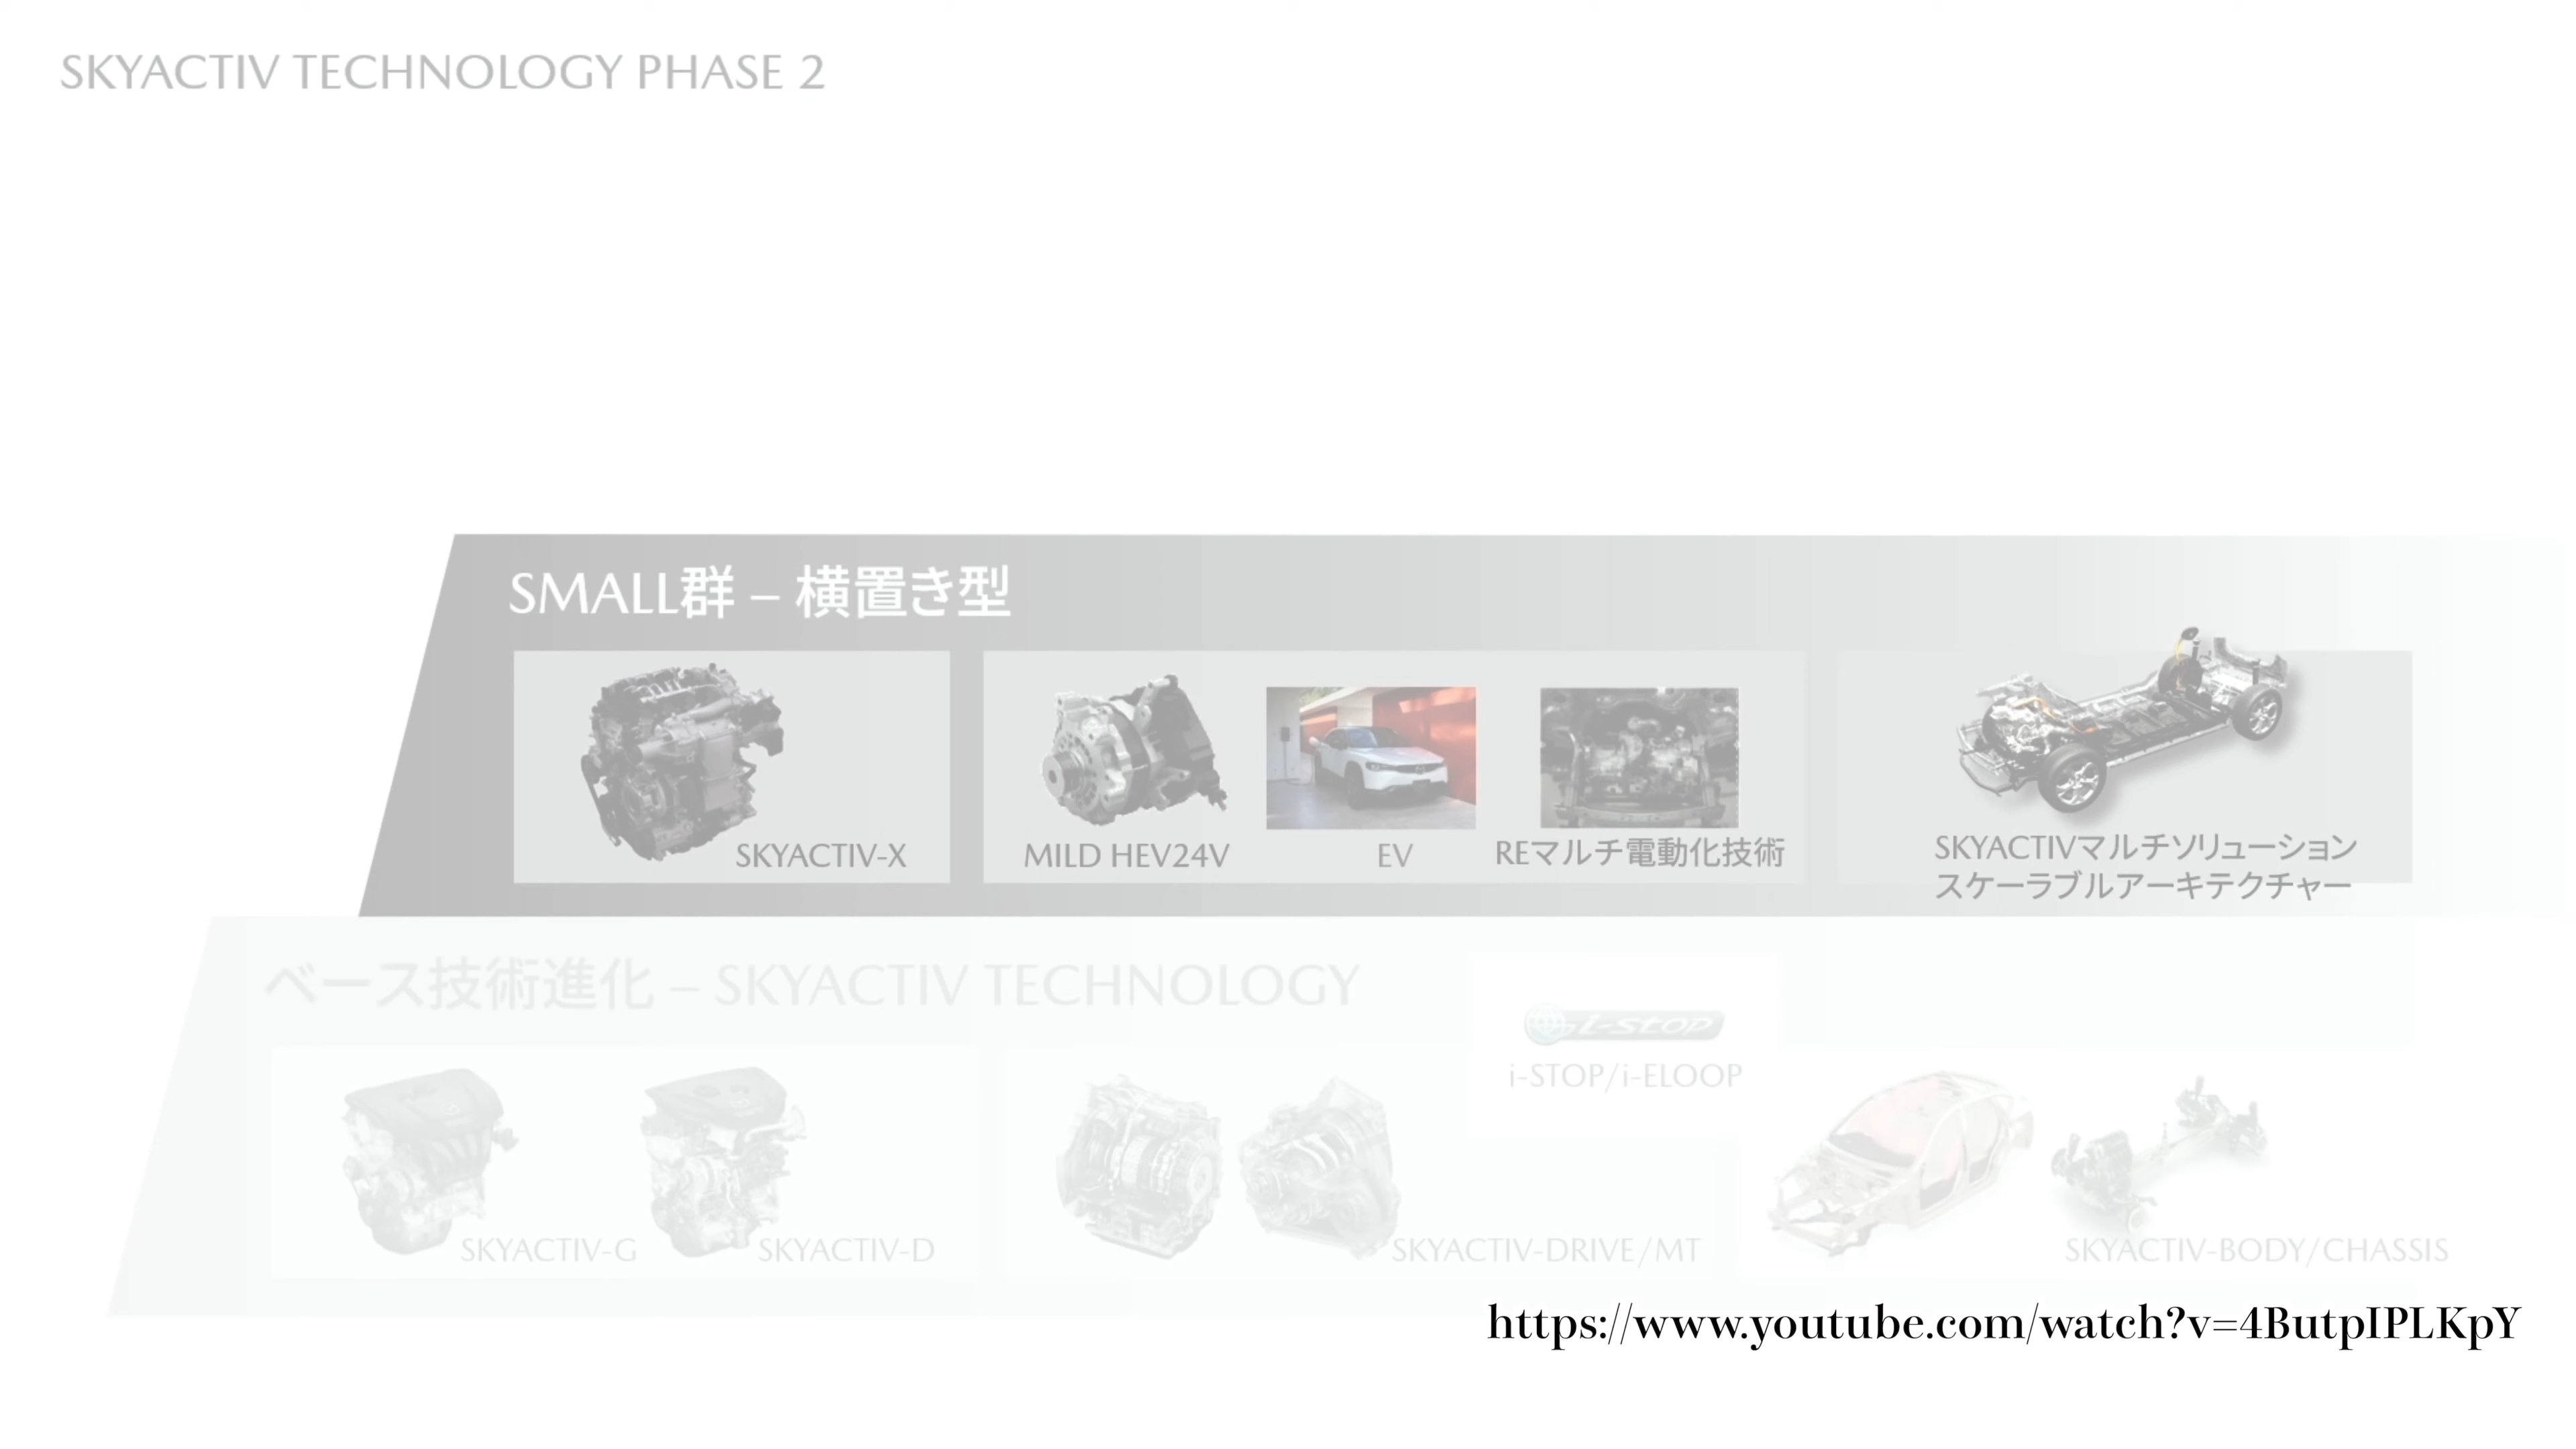 SKYACTIV TECHNOLOGY PHASE 2
SMALL群 – 横置き型
SKYACTIV-X
MILD HEV24V
EV
REマルチ電動化技術
SKYACTIVマルチソリューション
スケーラブルアーキテクチャー
ベース技術進化 – SKYACTIV TECHNOLOGY
i-stop
i-STOP/i-ELOOP
SKYACTIV-G
SKYACTIV-D
SKYACTIV-DRIVE/MT
SKYACTIV-BODY/CHASSIS
https://www.youtube.com/watch?v=4ButpIPLKpY